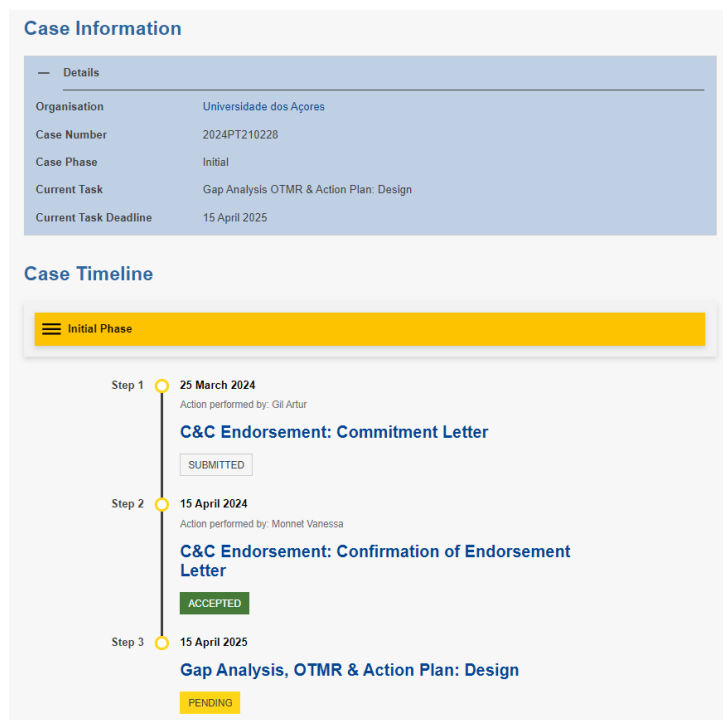 Case Information
— Details
Organisation Universidade dos Açores
Case Number 2024PT210228
Case Phase Initial
Current Task Gap Analysis OTMR & Action Plan: Design
Current Task Deadline 15 April 2025
Case Timeline
Initial Phase
Step 1 25 March 2024
Action performed by: Gil Artur
C&C Endorsement: Commitment Letter
SUBMITTED
Step 2 15 April 2024
Action performed by: Monnet Vanessa
C&C Endorsement: Confirmation of Endorsement
Letter
ACCEPTED
Step 3 15 April 2025
Gap Analysis, OTMR & Action Plan: Design
PENDING